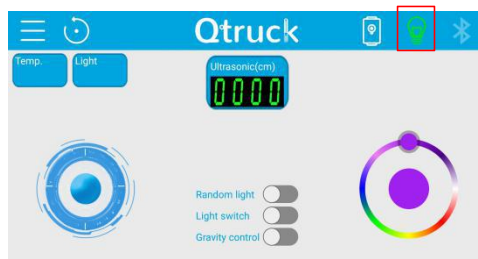 Qtruck
Temp.
Light
Ultrasonic(cm)
0000
Random light
Light switch
Gravity control